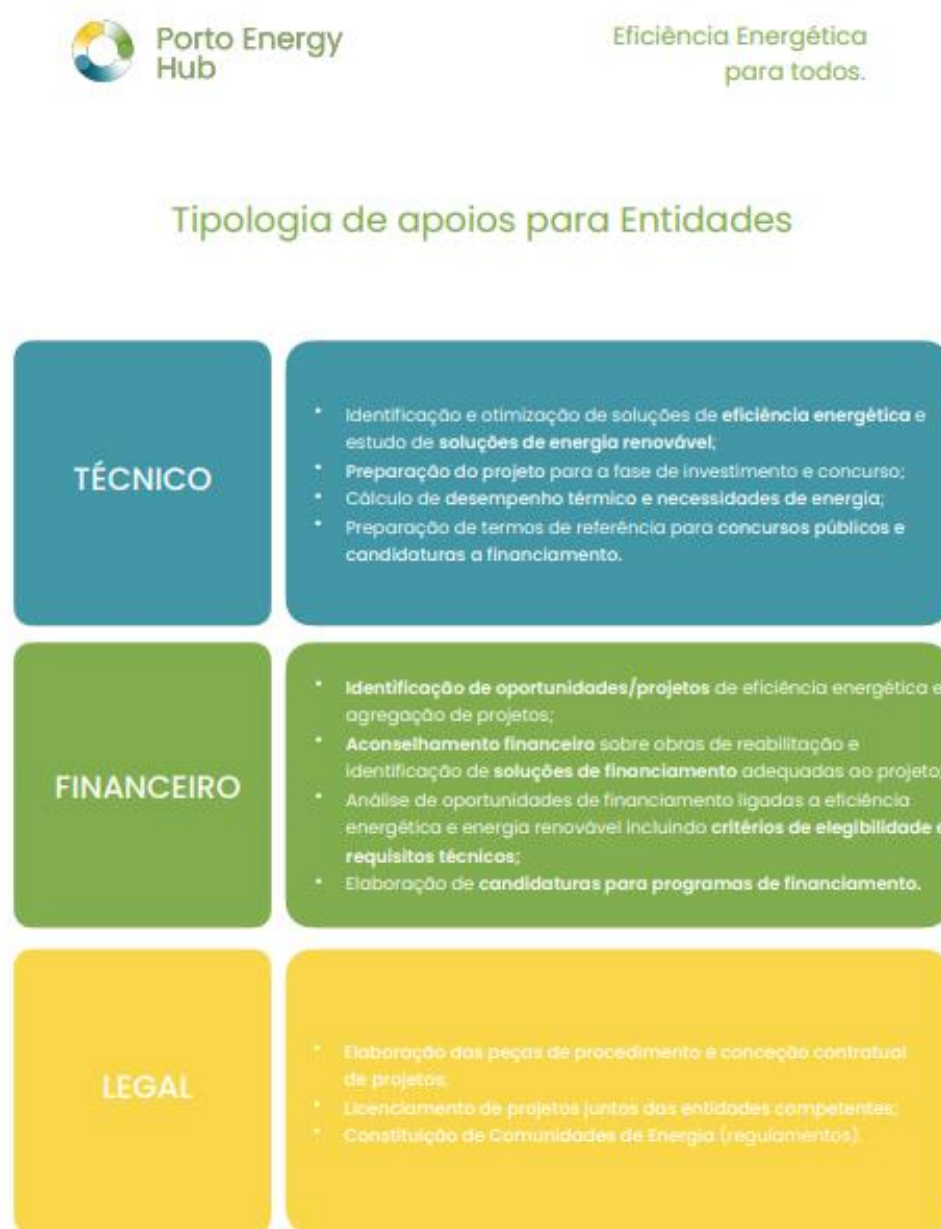 Porto Energy
Hub
Eficiência Energética
para todos.
Tipologia de apoios para Entidades
TÉCNICO
• Identificação e otimização de soluções de eficiência energética e
estudo de soluções de energia renovável;
• Preparação do projeto para a fase de investimento e concurso;
• Cálculo de desempenho térmico e necessidades de energia;
• Preparação de termos de referência para concursos públicos e
candidaturas a financiamento.
FINANCEIRO
• Identificação de oportunidades/projetos de eficiência energética e
agregação de projetos;
• Aconselhamento financeiro sobre obras de reabilitação e
identificação de soluções de financiamento adequadas ao projeto;
• Análise de oportunidades de financiamento ligadas a eficiência
energética e energia renovável incluindo critérios de elegibilidade e
requisitos técnicos;
• Elaboração de candidaturas para programas de financiamento.
LEGAL
• Elaboração das peças de procedimento e conceção contratual
de projetos;
• Licenciamento de projetos juntos das entidades competentes;
• Constituição de Comunidades de Energia (regulamentos).